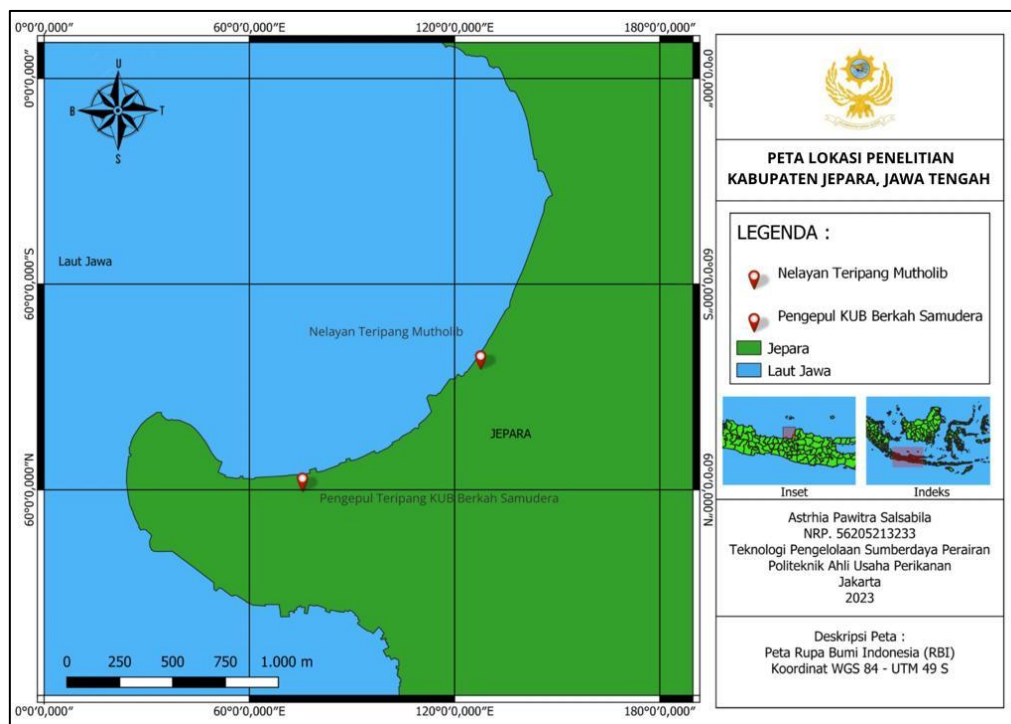 0°0'0,000" 60°0'0,000"E 120°0'0,000"E 180°0'0,000"
0°0'0,000"
60°0'0,000"S
60°0'0,000"N
0°0'0,000"
60°0'0,000"S
60°0'0,000"N
U
B T
S
Laut Jawa
Nelayan Teripang Mutholib
JEPARA
Pengepul Teripang KUB Berkah Samudera
0 250 500 750 1.000 m
0°0'0,000" 60°0'0,000"E 120°0'0,000"E 180°0'0,000"
PETA LOKASI PENELITIAN
KABUPATEN JEPARA, JAWA TENGAH
LEGENDA :
Nelayan Teripang Mutholib
Pengepul KUB Berkah Samudera
Jepara
Laut Jawa
Inset Indeks
Astrhia Pawitra Salsabila
NRP. 56205213233
Teknologi Pengelolaan Sumberdaya Perairan
Politeknik Ahli Usaha Perikanan
Jakarta
2023
Deskripsi Peta :
Peta Rupa Bumi Indonesia (RBI)
Koordinat WGS 84 - UTM 49 S